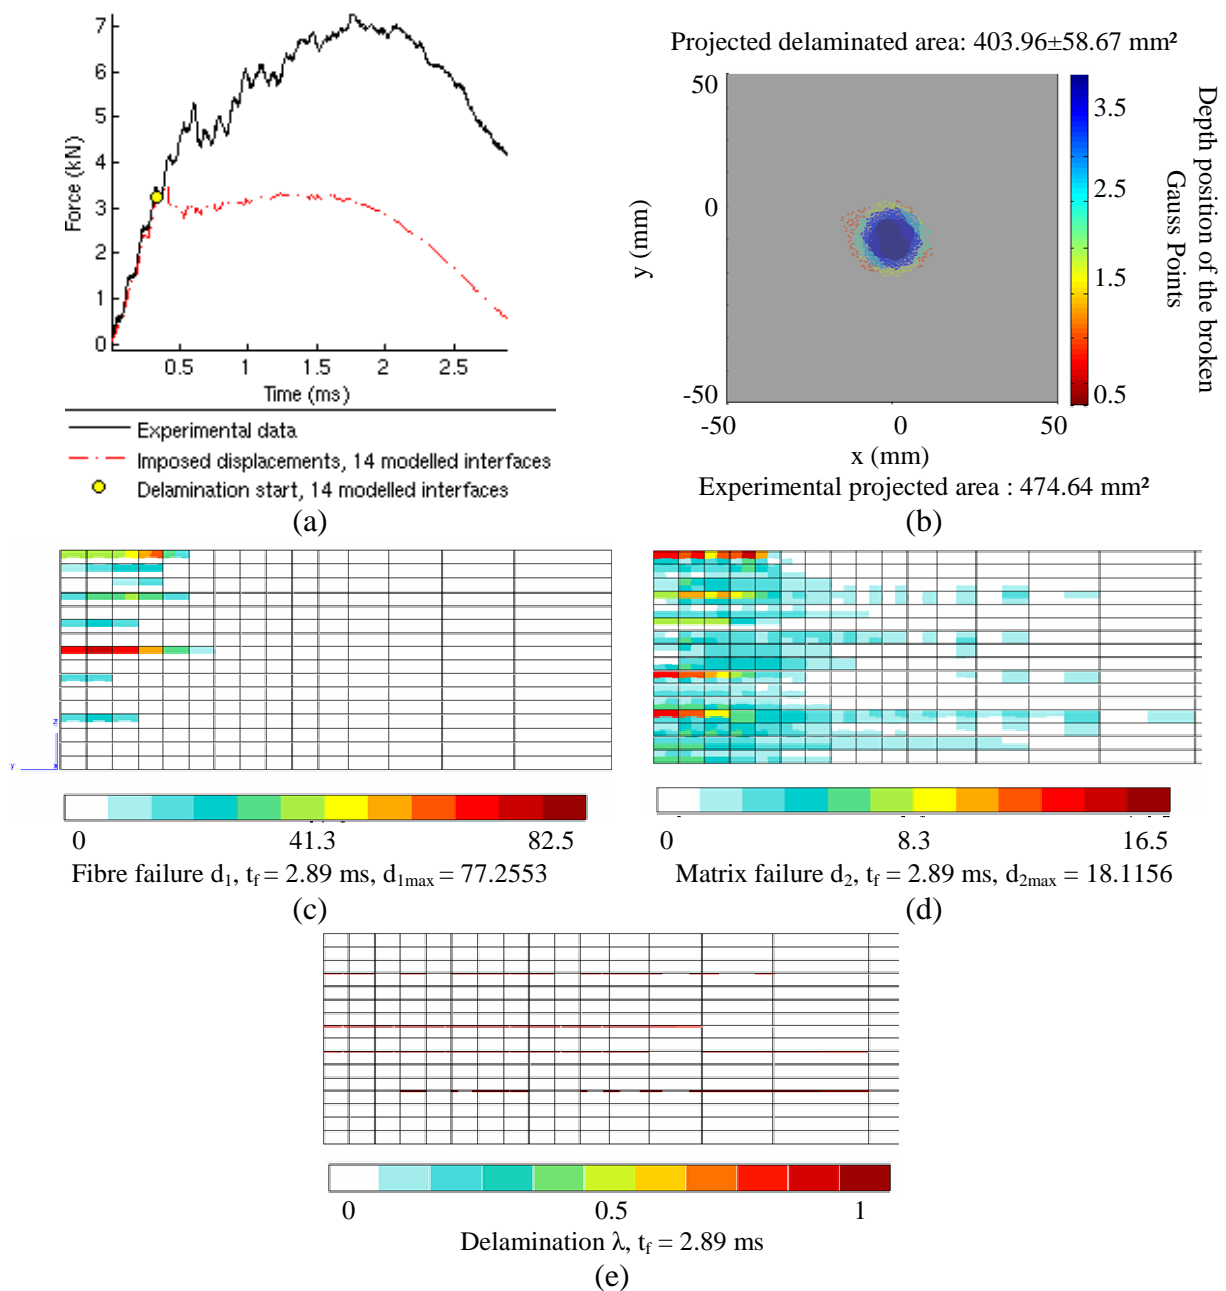 7
6
5
4
3
2
1
0
Force (kN)
0.5 1 1.5 2 2.5
Time (ms)
Experimental data
Imposed displacements, 14 modelled interfaces
Delamination start, 14 modelled interfaces
(a)
Projected delaminated area: 403.96±58.67 mm²
50
0
-50
y (mm)
-50 0 50
x (mm)
3.5
2.5
1.5
0.5
Depth position of the broken
Gauss Points
Experimental projected area : 474.64 mm²
(b)
z
y
0 41.3 82.5
Fibre failure d₁, t_f = 2.89 ms, d₁max = 77.2553
(c)
0 8.3 16.5
Matrix failure d₂, t_f = 2.89 ms, d₂max = 18.1156
(d)
0 0.5 1
Delamination λ, t_f = 2.89 ms
(e)